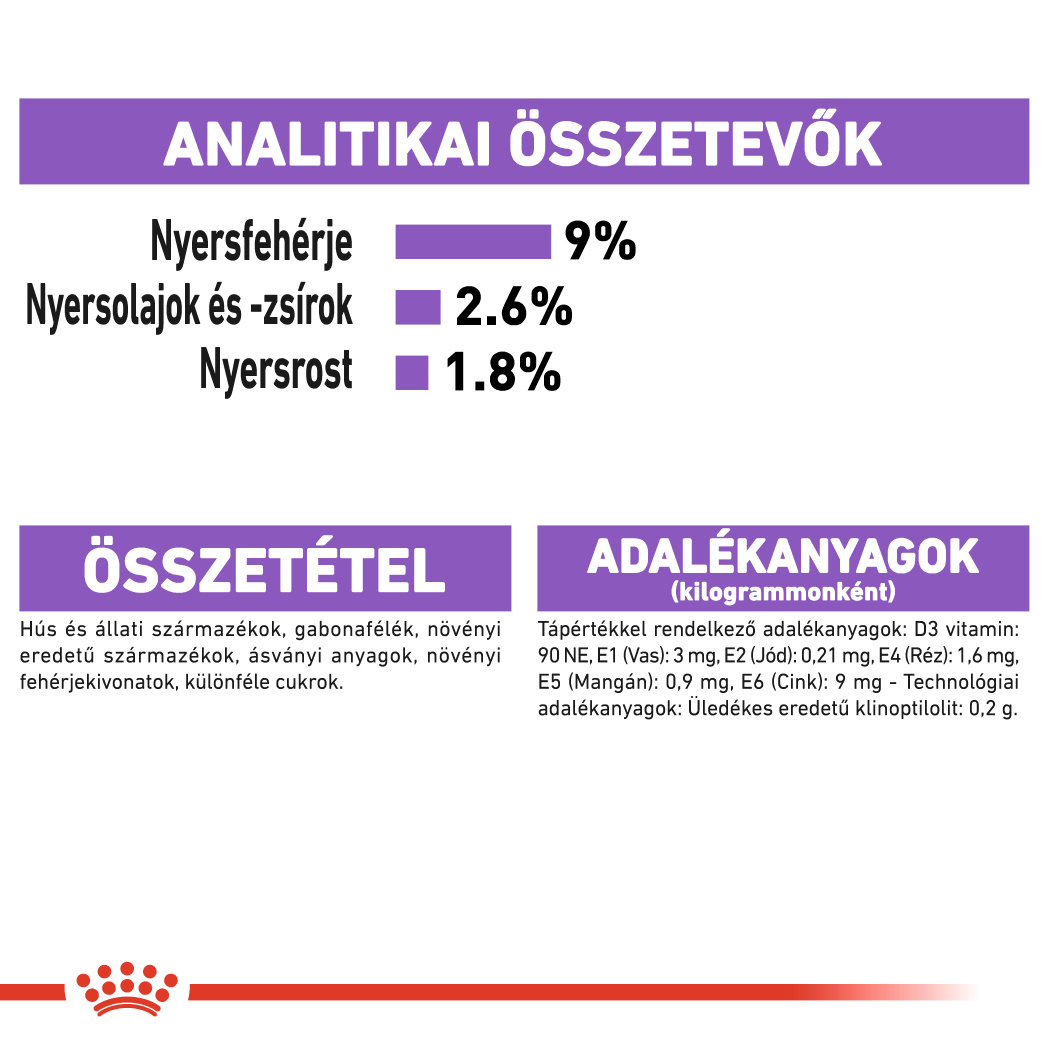 ANALITIKAI ÖSSZETEVŐK
Nyersfehérje 9%
Nyersolajok és -zsírok 2.6%
Nyersrost 1.8%
ÖSSZETÉTEL
Hús és állati származékok, gabonafélék, növényi
eredetű származékok, ásványi anyagok, növényi
fehérjekivonatok, különféle cukrok.
ADALÉKANYAGOK
(kilogrammonként)
Tápértékkel rendelkező adalékanyagok: D3 vitamin:
90 NE, E1 (Vas): 3 mg, E2 (Jód): 0,21 mg, E4 (Réz): 1,6 mg,
E5 (Mangán): 0,9 mg, E6 (Cink): 9 mg - Technológiai
adalékanyagok: Üledékes eredetű klinoptilolit: 0,2 g.